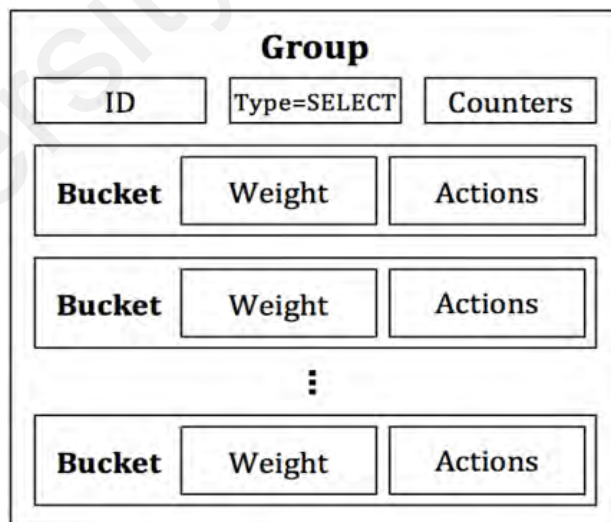 Group
ID Type=SELECT Counters
Bucket Weight Actions
Bucket Weight Actions
⋮
Bucket Weight Actions